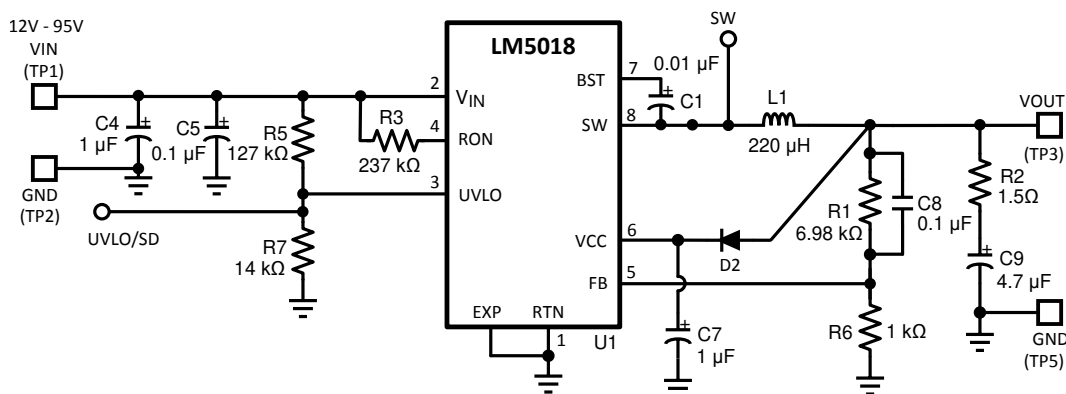 12V - 95V
VIN
(TP1)
GND
(TP2)
C4
1 µF
C5
0.1 µF
R5
127 kΩ
R3
237 kΩ
UVLO/SD
R7
14 kΩ
LM5018
2
VIN
4
RON
3
UVLO
BST
7
SW
8
VCC
6
FB
5
EXP
RTN
1
U1
0.01 µF
C1
SW
L1
220 µH
D2
C7
1 µF
R1
6.98 kΩ
C8
0.1 µF
R6
1 kΩ
R2
1.5Ω
C9
4.7 µF
VOUT
(TP3)
GND
(TP5)